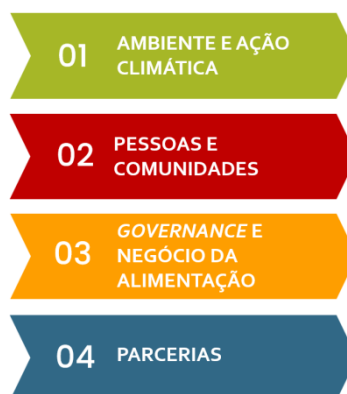 01 AMBIENTE E AÇÃO
CLIMÁTICA
02 PESSOAS E
COMUNIDADES
03 GOVERNANCE E
NEGÓCIO DA
ALIMENTAÇÃO
04 PARCERIAS